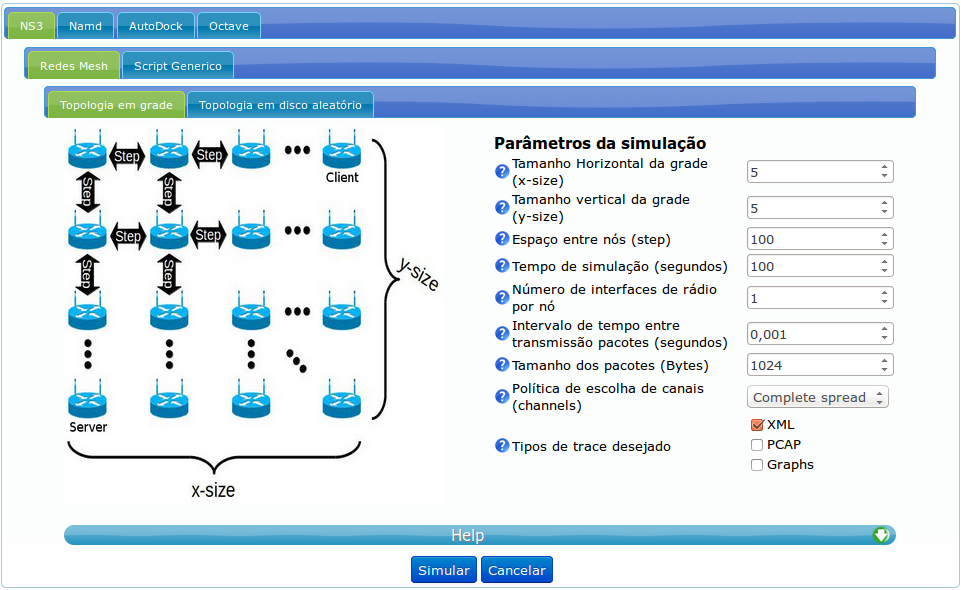 NS3 Namd AutoDock Octave
Redes Mesh Script Generico
Topologia em grade Topologia em disco aleatório
Step Step
Client
Step Step
Step Step
Step Step
Server
x-size
y-size
Parâmetros da simulação
Tamanho Horizontal da grade
(x-size)
5
Tamanho vertical da grade
(y-size)
5
Espaço entre nós (step)
100
Tempo de simulação (segundos)
100
Número de interfaces de rádio
por nó
1
Intervalo de tempo entre
transmissão pacotes (segundos)
0,001
Tamanho dos pacotes (Bytes)
1024
Política de escolha de canais
(channels)
Complete spread
Tipos de trace desejado
XML
PCAP
Graphs
Help
Simular Cancelar